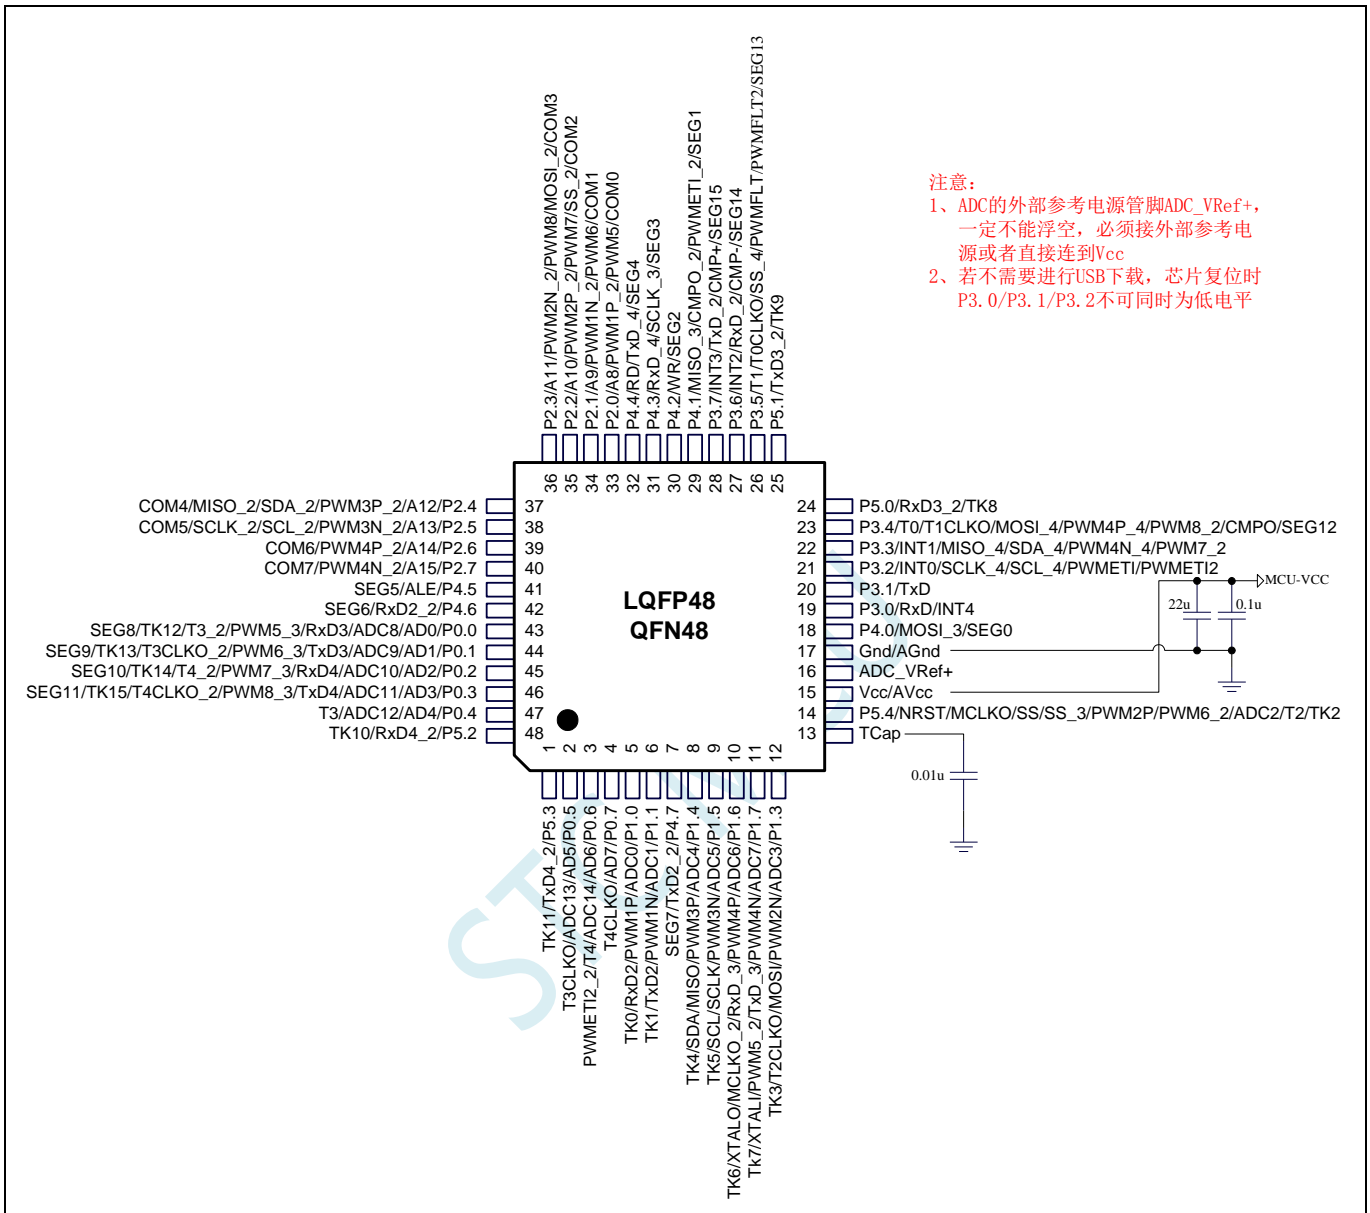 P2.3/A11/PWM2N_2/PWM8/MOSI_2/COM3
P2.2/A10/PWM2P_2/PWM7/SS_2/COM2
P2.1/A9/PWM1N_2/PWM6/COM1
P2.0/A8/PWM1P_2/PWM5/COM0
P4.4/RD/TxD_4/SEG4
P4.3/RxD_4/SCLK_3/SEG3
P4.2/WR/SEG2
P4.1/MISO_3/CMPO_2/PWMETI_2/SEG1
P3.7/INT3/TxD_2/CMP+/SEG15
P3.6/INT2/RxD_2/CMP-/SEG14
P3.5/T1/T0CLKO/SS_4/PWMFLT/PWMFLT2/SEG13
P5.1/TxD3_2/TK9
注意：
1、ADC的外部参考电源管脚ADC_VRef+，
一定不能浮空，必须接外部参考电
源或者直接连到Vcc
2、若不需要进行USB下载，芯片复位时
P3.0/P3.1/P3.2不可同时为低电平
36 35 34 33 32 31 30 29 28 27 26 25
COM4/MISO_2/SDA_2/PWM3P_2/A12/P2.4 37
COM5/SCLK_2/SCL_2/PWM3N_2/A13/P2.5 38
COM6/PWM4P_2/A14/P2.6 39
COM7/PWM4N_2/A15/P2.7 40
SEG5/ALE/P4.5 41
SEG6/RxD2_2/P4.6 42
SEG8/TK12/T3_2/PWM5_3/RxD3/ADC8/AD0/P0.0 43
SEG9/TK13/T3CLKO_2/PWM6_3/TxD3/ADC9/AD1/P0.1 44
SEG10/TK14/T4_2/PWM7_3/RxD4/ADC10/AD2/P0.2 45
SEG11/TK15/T4CLKO_2/PWM8_3/TxD4/ADC11/AD3/P0.3 46
T3/ADC12/AD4/P0.4 47
TK10/RxD4_2/P5.2 48
LQFP48
QFN48
24 P5.0/RxD3_2/TK8
23 P3.4/T0/T1CLKO/MOSI_4/PWM4P_4/PWM8_2/CMPO/SEG12
22 P3.3/INT1/MISO_4/SDA_4/PWM4N_4/PWM7_2
21 P3.2/INT0/SCLK_4/SCL_4/PWMETI/PWMETI2
20 P3.1/TxD
19 P3.0/RxD/INT4
18 P4.0/MOSI_3/SEG0
17 Gnd/AGnd
16 ADC_VRef+
15 Vcc/AVcc
14 P5.4/NRST/MCLKO/SS/SS_3/PWM2P/PWM6_2/ADC2/T2/TK2
13 TCap
MCU-VCC
22u
0.1u
0.01u
1 2 3 4 5 6 7 8 9 10 11 12
TK11/TxD4_2/P5.3
T3CLKO/ADC13/AD5/P0.5
PWMETI2_2/T4/ADC14/AD6/P0.6
T4CLKO/AD7/P0.7
TK0/RxD2/PWM1P/ADC0/P1.0
TK1/TxD2/PWM1N/ADC1/P1.1
SEG7/TxD2_2/P4.7
TK4/SDA/MISO/PWM3P/ADC4/P1.4
TK5/SCL/SCLK/PWM3N/ADC5/P1.5
TK6/XTALO/MCLKO_2/RxD_3/PWM4P/ADC6/P1.6
Tk7/XTALI/PWM5_2/TxD_3/PWM4N/ADC7/P1.7
TK3/T2CLKO/MOSI/PWM2N/ADC3/P1.3